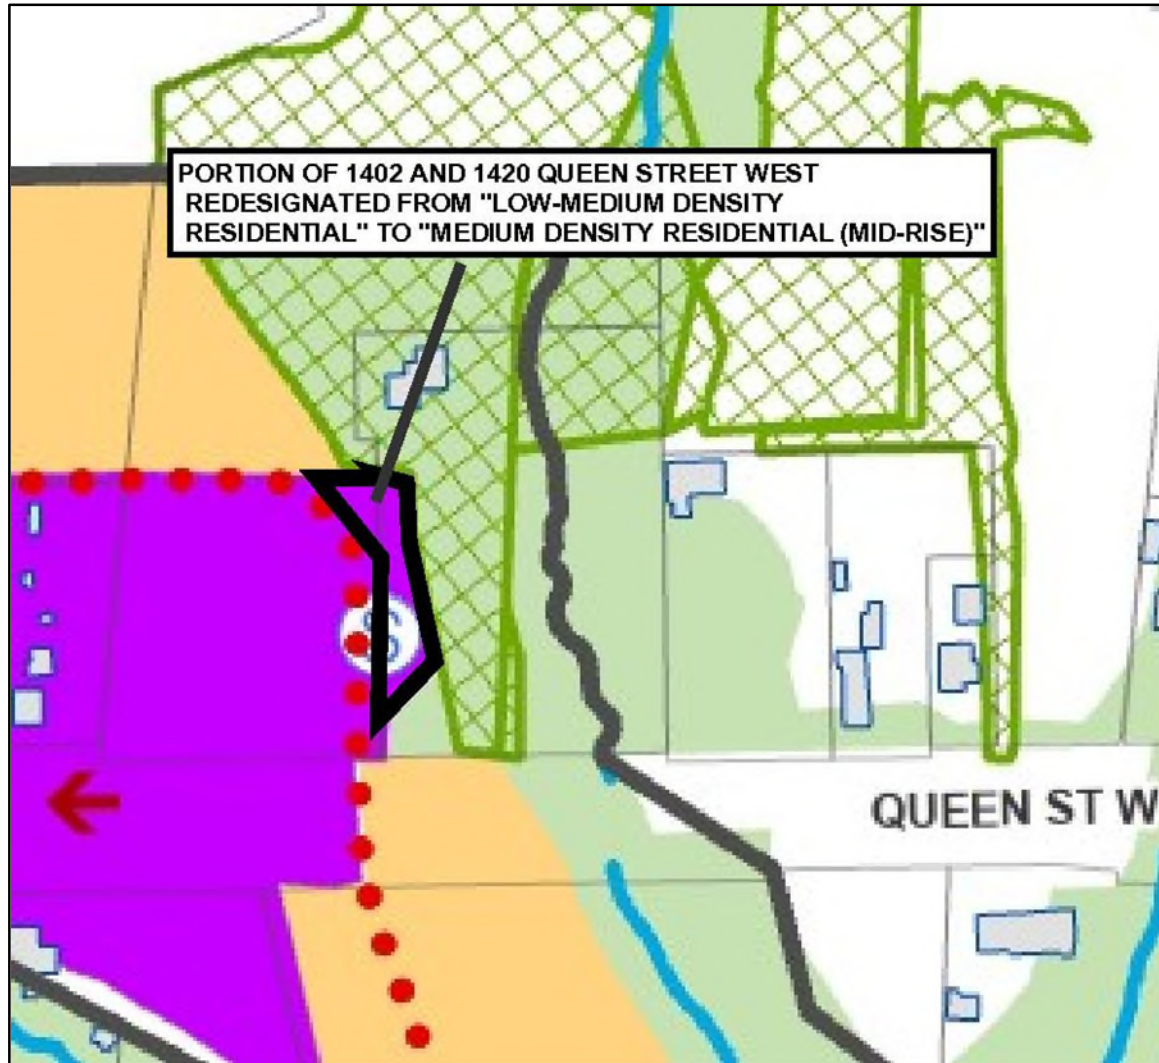 PORTION OF 1402 AND 1420 QUEEN STREET WEST
REDESIGNATED FROM "LOW-MEDIUM DENSITY
RESIDENTIAL" TO "MEDIUM DENSITY RESIDENTIAL (MID-RISE)"
QUEEN ST W